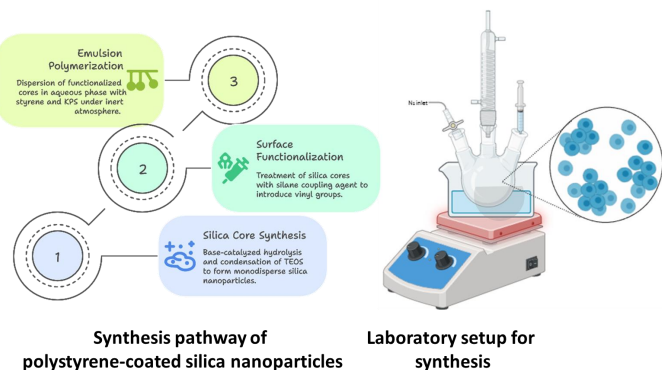 Emulsion
Polymerization
Dispersion of functionalized
cores in aqueous phase with
styrene and KPS under inert
atmosphere.
3
2
Surface
Functionalization
Treatment of silica cores
with silane coupling agent to
introduce vinyl groups.
1
Silica Core Synthesis
Base-catalyzed hydrolysis
and condensation of TEOS
to form monodisperse silica
nanoparticles.
N₂ inlet
Synthesis pathway of
polystyrene-coated silica nanoparticles
Laboratory setup for
synthesis